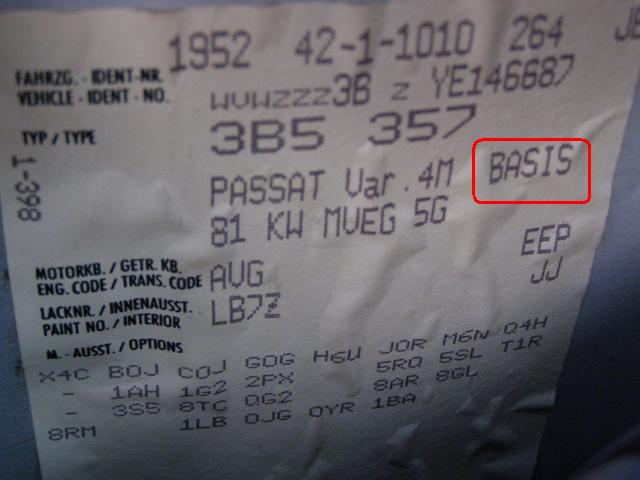 1952 42-1-1010 264
FAHRZG. - IDENT-NR.
VEHICLE - IDENT - NO.
WVWZZZ3B Z YE146687
TYP / TYPE
3B5 357
1-398
PASSAT Var. 4M BASIS
81 KW MVEG 5G
MOTORKB. / GETR. KB.
ENG. CODE / TRANS. CODE
AVG EEP
LACKNR. / INNENAUSST.
PAINT NO. / INTERIOR
LB7Z JJ
M. - AUSST. / OPTIONS
X4C B0J C0J G0G H6W J0R M6N Q4H
- 1AH 1G2 2PX 5RQ 5SL T1R
- 3S5 8TC QG2 8AR 8GL
8RM 1LB 0JG QYR 1BA